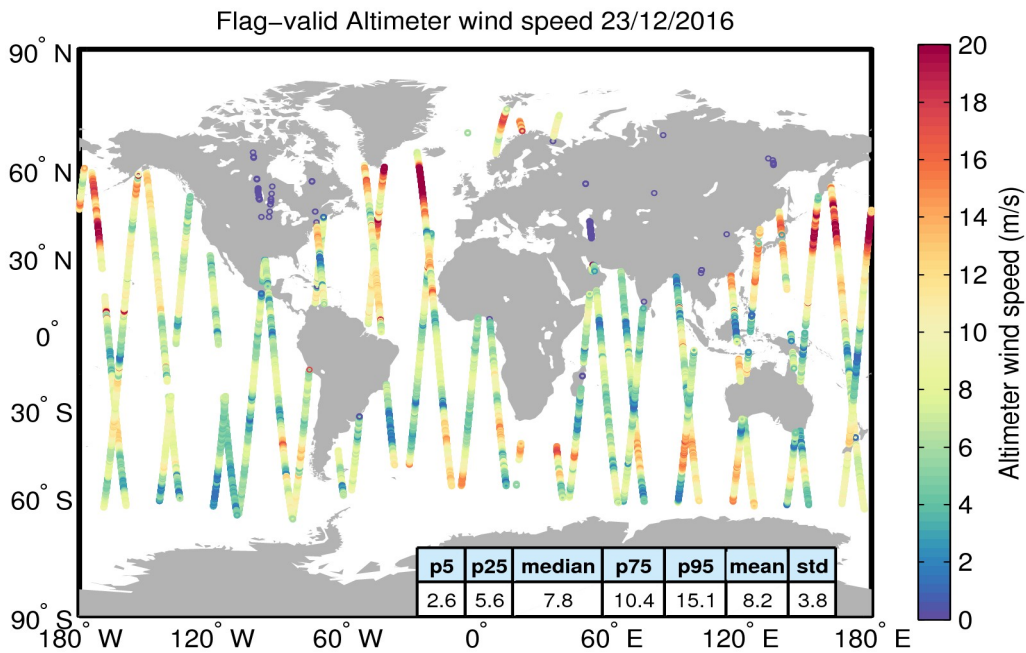 Flag−valid Altimeter wind speed 23/12/2016
90° N
60° N
30° N
0°
30° S
60° S
90° S
180° W
120° W
60° W
0°
60° E
120° E
180° E
p5 p25 median p75 p95 mean std
2.6 5.6 7.8 10.4 15.1 8.2 3.8
20
18
16
14
12
10
8
6
4
2
0
Altimeter wind speed (m/s)